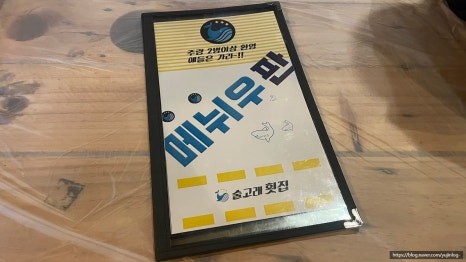 주량 2병이상 환영
애들은 가라~!!
메뉴우판
술고래 횟집
https://blog.naver.com/yujinlog-